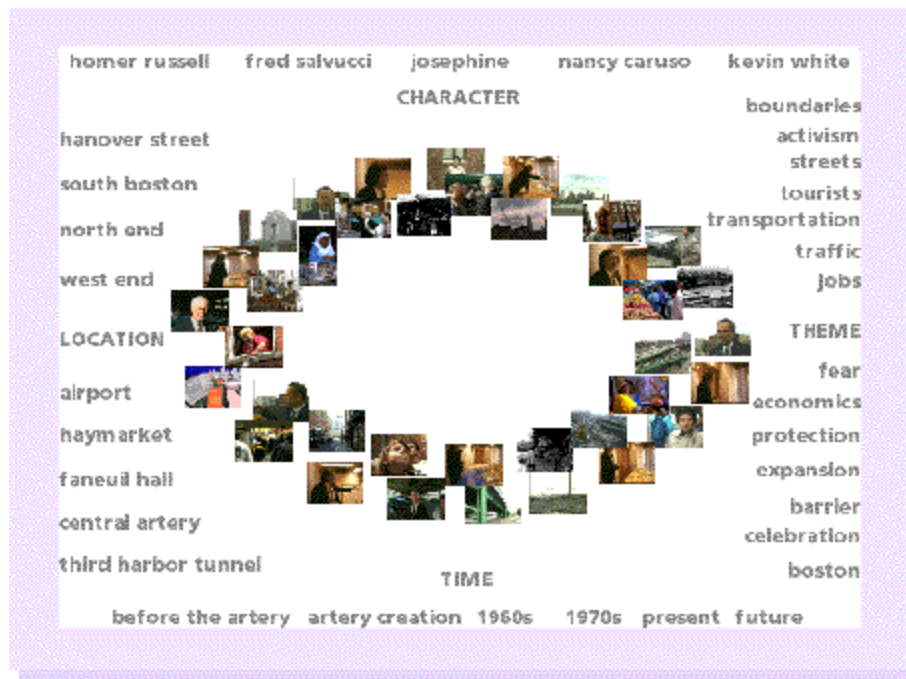 homer russell fred salvucci josephine nancy caruso kevin white
CHARACTER
boundaries
hanover street
activism
streets
south boston
tourists
transportation
north end
traffic
west end
jobs
LOCATION
THEME
fear
airport
economics
haymarket
protection
expansion
faneuil hall
barrier
central artery
celebration
third harbor tunnel
boston
TIME
before the artery artery creation 1960s 1970s present future